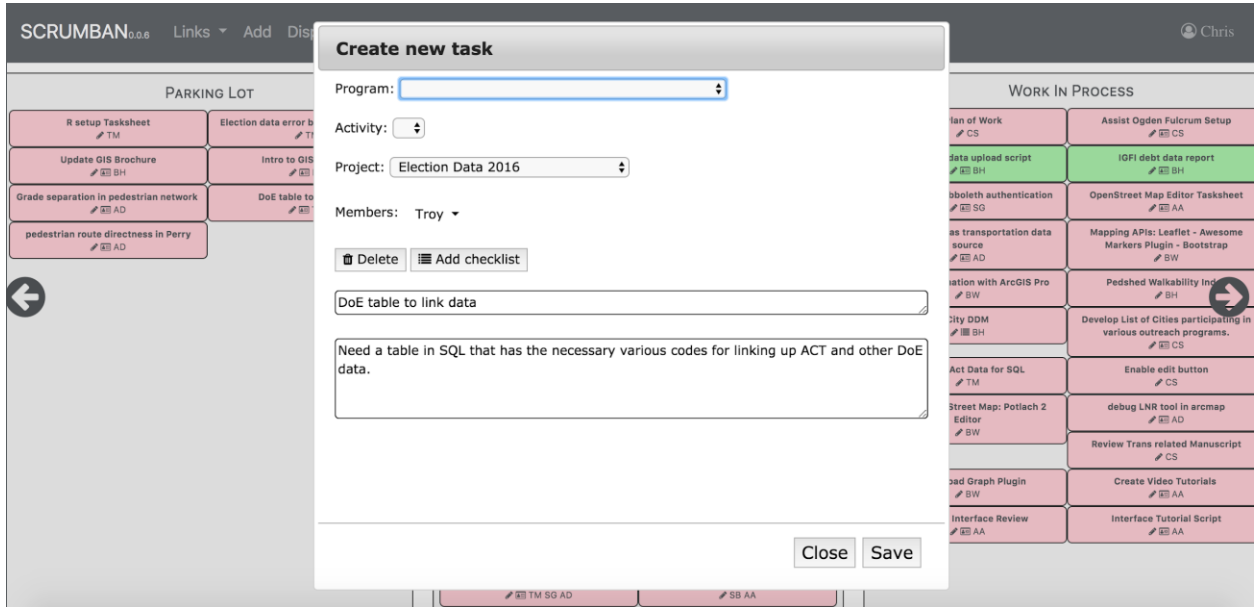 SCRUMBAN0.0.6 Links Add Disp
Chris
Create new task
Program:
Activity:
Project: Election Data 2016
Members: Troy
Delete Add checklist
DoE table to link data
Need a table in SQL that has the necessary various codes for linking up ACT and other DoE
data.
Close Save
PARKING LOT
R setup Tasksheet
TM
Election data error b
Update GIS Brochure
BH
Intro to GIS
Grade separation in pedestrian network
AD
DoE table to
pedestrian route directness in Perry
AD
WORK IN PROCESS
lan of Work
CS
Assist Ogden Fulcrum Setup
CS
data upload script
BH
IGFI debt data report
BH
bboleth authentication
SG
OpenStreet Map Editor Tasksheet
AA
as transportation data
source
AD
Mapping APIs: Leaflet - Awesome
Markers Plugin - Bootstrap
BW
ation with ArcGIS Pro
BW
Pedshed Walkability Ind
BH
City DDM
BH
Develop List of Cities participating in
various outreach programs.
CS
Act Data for SQL
TM
Enable edit button
CS
Street Map: Potlach 2
Editor
BW
debug LNR tool in arcmap
AD
Review Trans related Manuscript
CS
oad Graph Plugin
BW
Create Video Tutorials
AA
Interface Review
AA
Interface Tutorial Script
AA
TM SG AD
SB AA